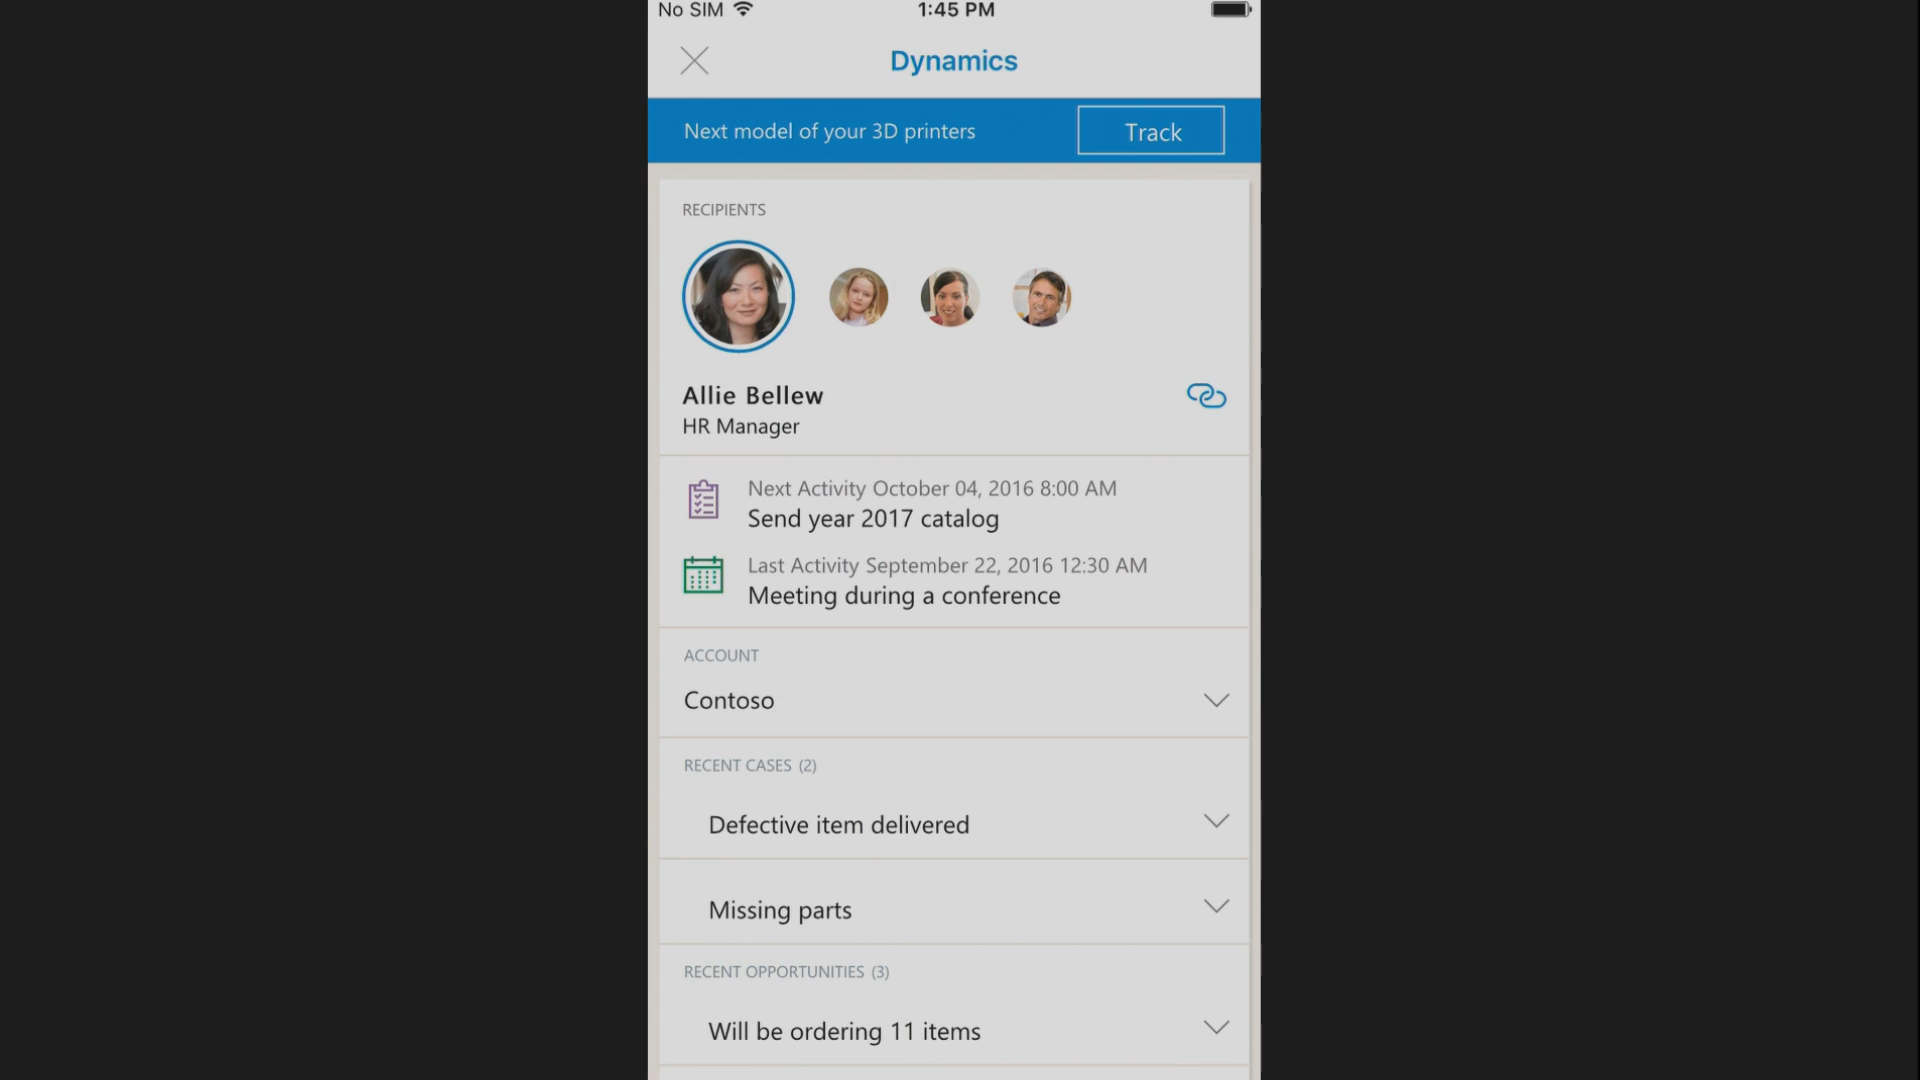 No SIM
1:45 PM
Dynamics
Next model of your 3D printers
Track
RECIPIENTS
Allie Bellew
HR Manager
Next Activity October 04, 2016 8:00 AM
Send year 2017 catalog
Last Activity September 22, 2016 12:30 AM
Meeting during a conference
ACCOUNT
Contoso
RECENT CASES (2)
Defective item delivered
Missing parts
RECENT OPPORTUNITIES (3)
Will be ordering 11 items